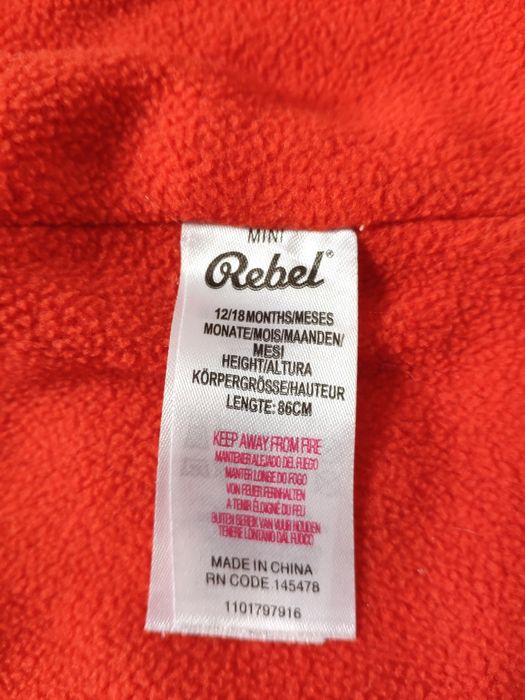 MINI
Rebel®
12/18 MONTHS/MESES
MONATE/MOIS/MAANDEN/
MESI
HEIGHT/ALTURA
KÖRPERGRÖSSE/HAUTEUR
LENGTE: 86CM
KEEP AWAY FROM FIRE
MANTENER ALEJADO DEL FUEGO
MANTER LONGE DO FOGO
VON FEUER FERNHALTEN
A TENIR ÉLOIGNÉ DU FEU
BUITEN BEREIK VAN VUUR HOUDEN
TENERE LONTANO DAL FUOCO
MADE IN CHINA
RN CODE 145478
1101797916